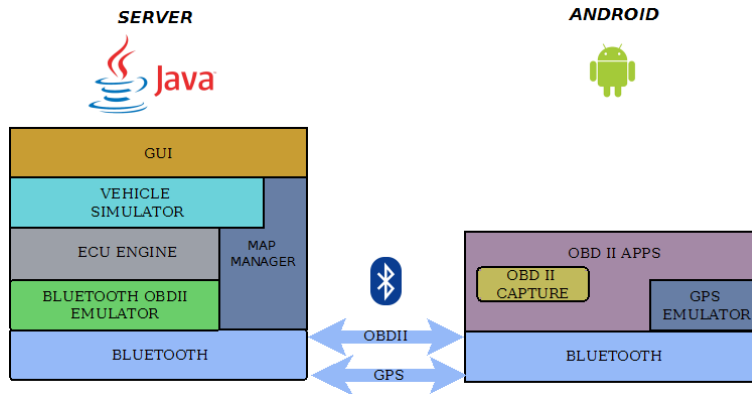 SERVER
ANDROID
Java
GUI
VEHICLE
SIMULATOR
ECU ENGINE
MAP
MANAGER
BLUETOOTH OBDII
EMULATOR
BLUETOOTH
OBDII
GPS
OBD II APPS
OBD II
CAPTURE
GPS
EMULATOR
BLUETOOTH